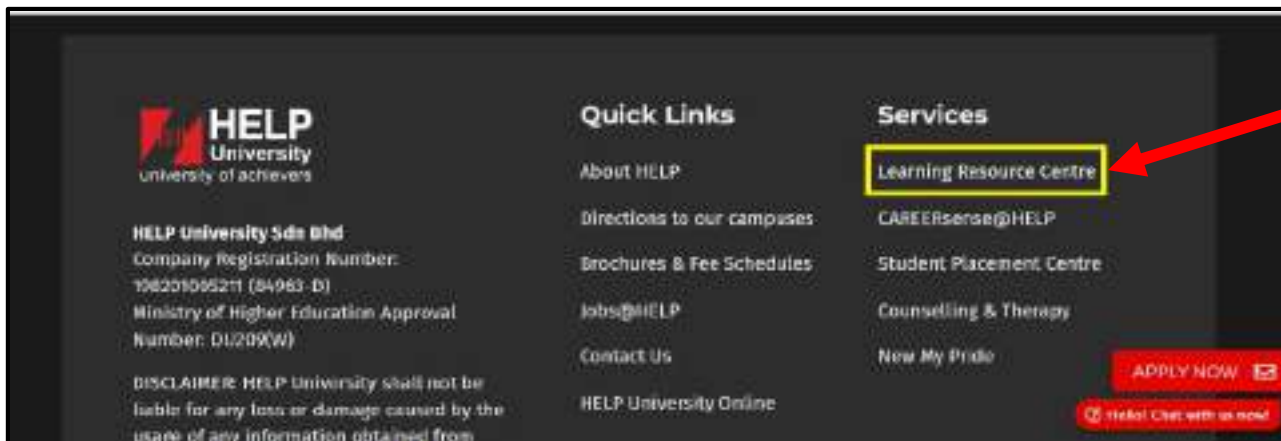 HELP
University
university of achievers
HELP University Sdn Bhd
Company Registration Number:
198201005211 (84963-D)
Ministry of Higher Education Approval
Number: DU209(W)
DISCLAIMER: HELP University shall not be
liable for any loss or damage caused by the
usage of any information obtained from
Quick Links
About HELP
Directions to our campuses
Brochures & Fee Schedules
Jobs@HELP
Contact Us
HELP University Online
Services
Learning Resource Centre
CAREERsense@HELP
Student Placement Centre
Counselling & Therapy
New My Pride
APPLY NOW
Hello! Chat with us now!